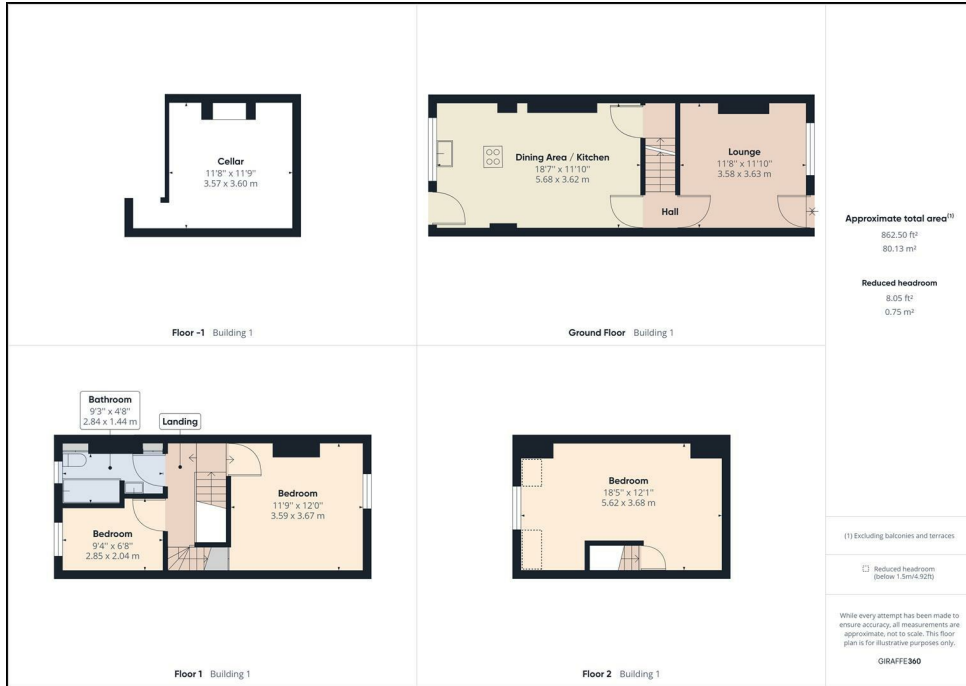 Cellar
11'8" x 11'9"
3.57 x 3.60 m
Floor -1 Building 1
Dining Area / Kitchen
18'7" x 11'10"
5.68 x 3.62 m
Lounge
11'8" x 11'10"
3.58 x 3.63 m
Hall
Ground Floor Building 1
Bathroom
9'3" x 4'8"
2.84 x 1.44 m
Landing
Bedroom
11'9" x 12'0"
3.59 x 3.67 m
Bedroom
9'4" x 6'8"
2.85 x 2.04 m
Floor 1 Building 1
Bedroom
18'5" x 12'1"
5.62 x 3.68 m
Floor 2 Building 1
Approximate total area(1)
862.50 ft²
80.13 m²
Reduced headroom
8.05 ft²
0.75 m²
(1) Excluding balconies and terraces
Reduced headroom
(below 1.5m/4.92ft)
While every attempt has been made to
ensure accuracy, all measurements are
approximate, not to scale. This floor
plan is for illustrative purposes only.
GIRAFFE360